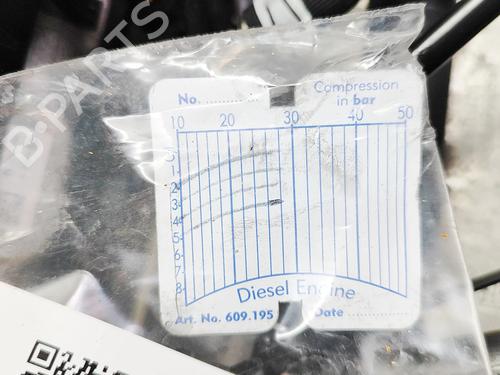 B-PARTS
No. ............
Compression
in bar
10 20 30 40 50
1
2
3
4
5
6
7
8
Diesel Engine
Art. No. 609.195
Date ............